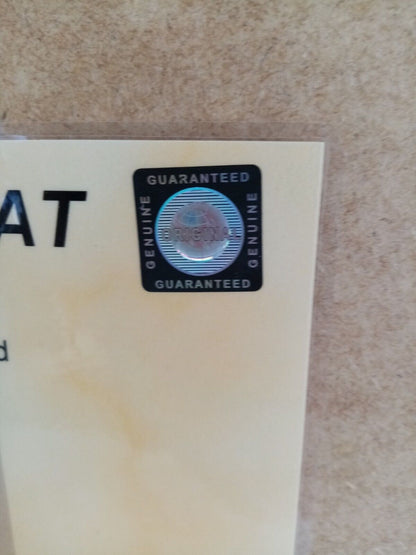 AT
GUARANTEED
GENUINE
ORIGINAL
GENUINE
GUARANTEED
d